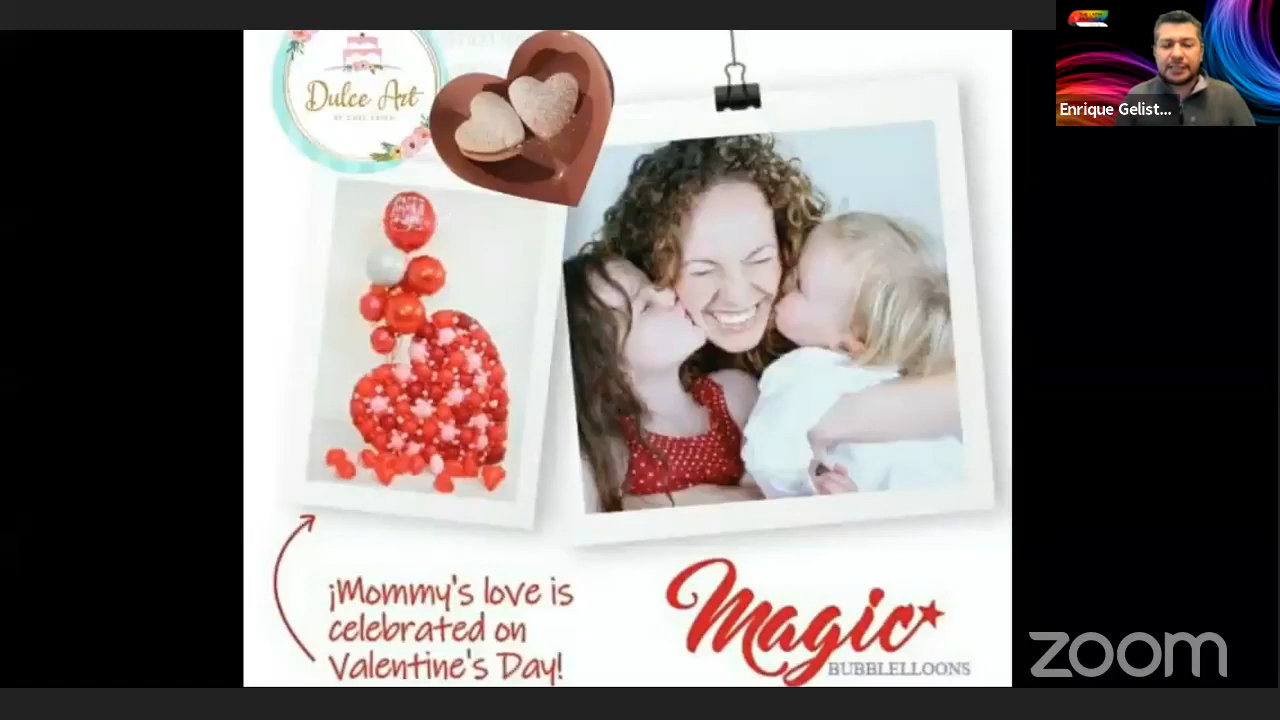 Dulce Art
Enrique Gelist...
¡Mommy's love is
celebrated on
Valentine's Day!
Magic
BUBBLELLOONS
zoom